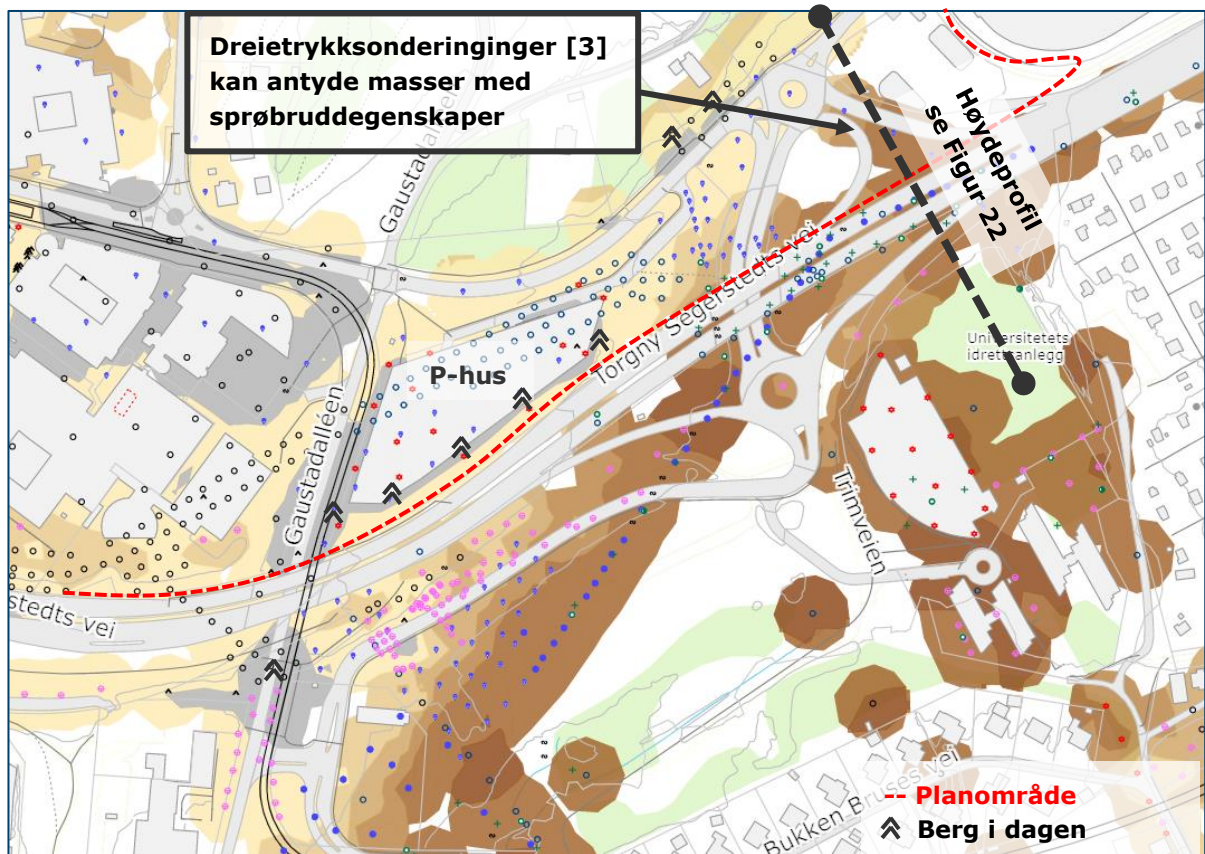 Dreietrykksonderinginger [3]
kan antyde masser med
sprøbruddegenskaper
Høydeprofil
se Figur 22
Gaustadalléen
Torgny Segerstedts vei
Universitetets
idrettsanlegg
P-hus
Gaustadalléen
Trimveien
stedts vei
Bukken Bruses vei
-- Planområde
Berg i dagen